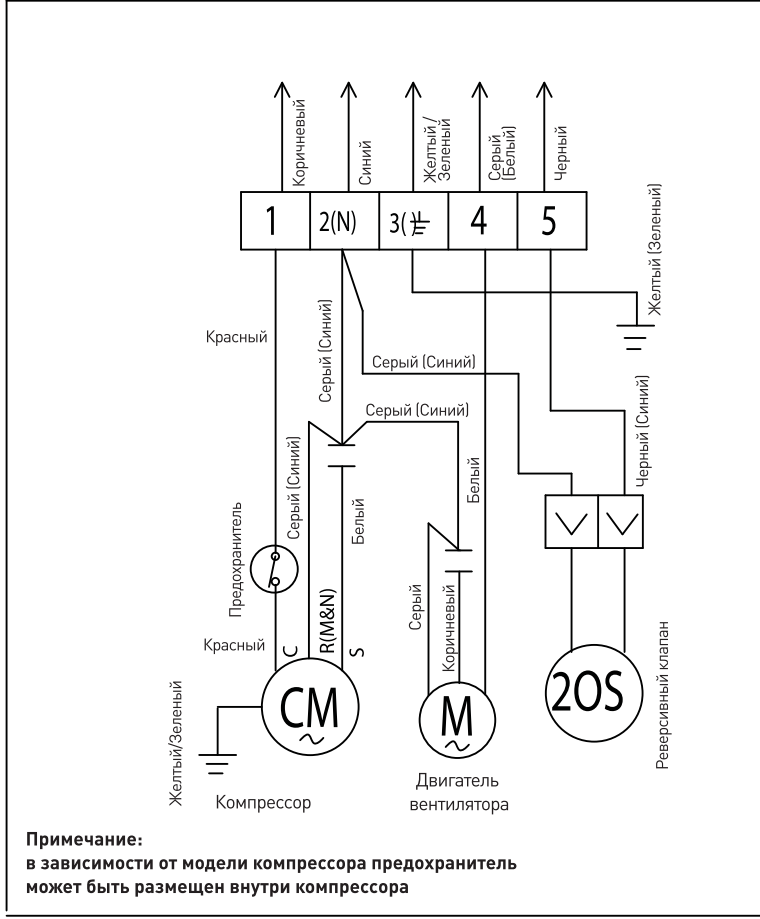 Коричневый
Синий
Желтый /
Зеленый
Серый
(Белый)
Черный
1
2(N)
3(
4
5
Желтый (Зеленый)
Красный
Серый (Синий)
Серый (Синий)
Серый (Синий)
Серый (Синий)
Белый
Белый
Черный (Синий)
Предохранитель
Красный
C
R(M&N)
S
Серый
Коричневый
CM
M
2OS
Реверсивный клапан
Желтый/Зеленый
Компрессор
Двигатель
вентилятора
Примечание:
в зависимости от модели компрессора предохранитель
может быть размещен внутри компрессора